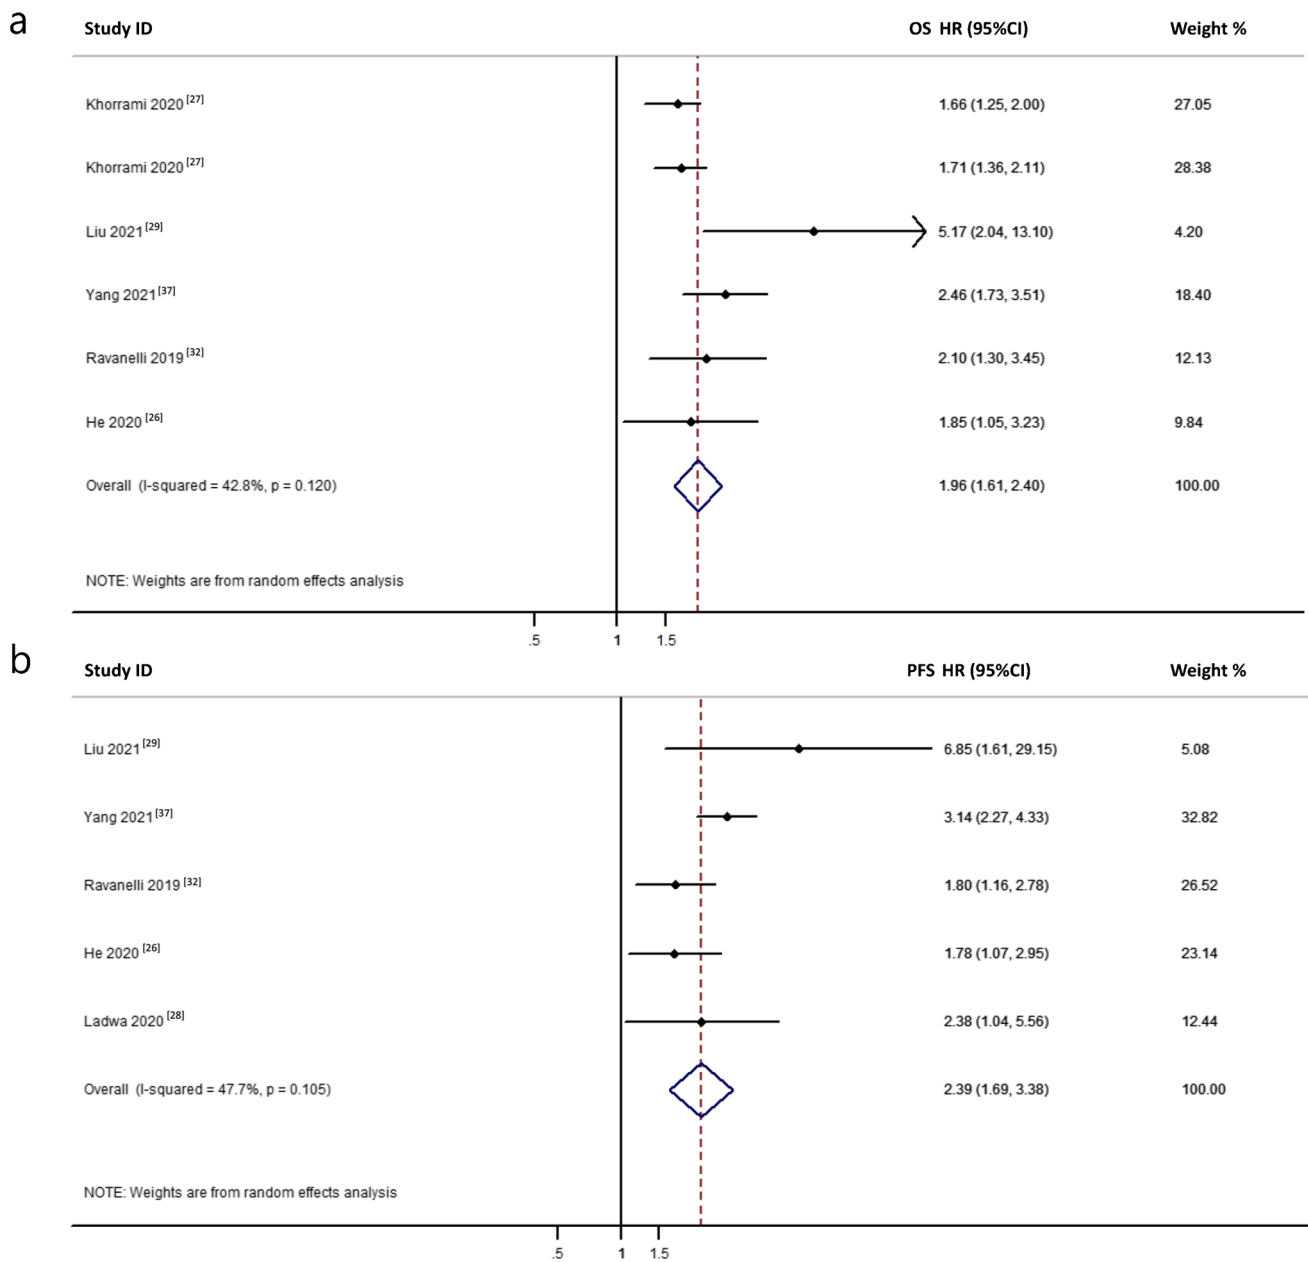 a
Study ID OS HR (95%CI) Weight %
Khorrami 2020 [27] 1.66 (1.25, 2.00) 27.05
Khorrami 2020 [27] 1.71 (1.36, 2.11) 28.38
Liu 2021 [29] 5.17 (2.04, 13.10) 4.20
Yang 2021 [37] 2.46 (1.73, 3.51) 18.40
Ravanelli 2019 [32] 2.10 (1.30, 3.45) 12.13
He 2020 [26] 1.85 (1.05, 3.23) 9.84
Overall (I-squared = 42.8%, p = 0.120) 1.96 (1.61, 2.40) 100.00
NOTE: Weights are from random effects analysis
.5 1 1.5
b
Study ID PFS HR (95%CI) Weight %
Liu 2021 [29] 6.85 (1.61, 29.15) 5.08
Yang 2021 [37] 3.14 (2.27, 4.33) 32.82
Ravanelli 2019 [32] 1.80 (1.16, 2.78) 26.52
He 2020 [26] 1.78 (1.07, 2.95) 23.14
Ladwa 2020 [28] 2.38 (1.04, 5.56) 12.44
Overall (I-squared = 47.7%, p = 0.105) 2.39 (1.69, 3.38) 100.00
NOTE: Weights are from random effects analysis
.5 1 1.5